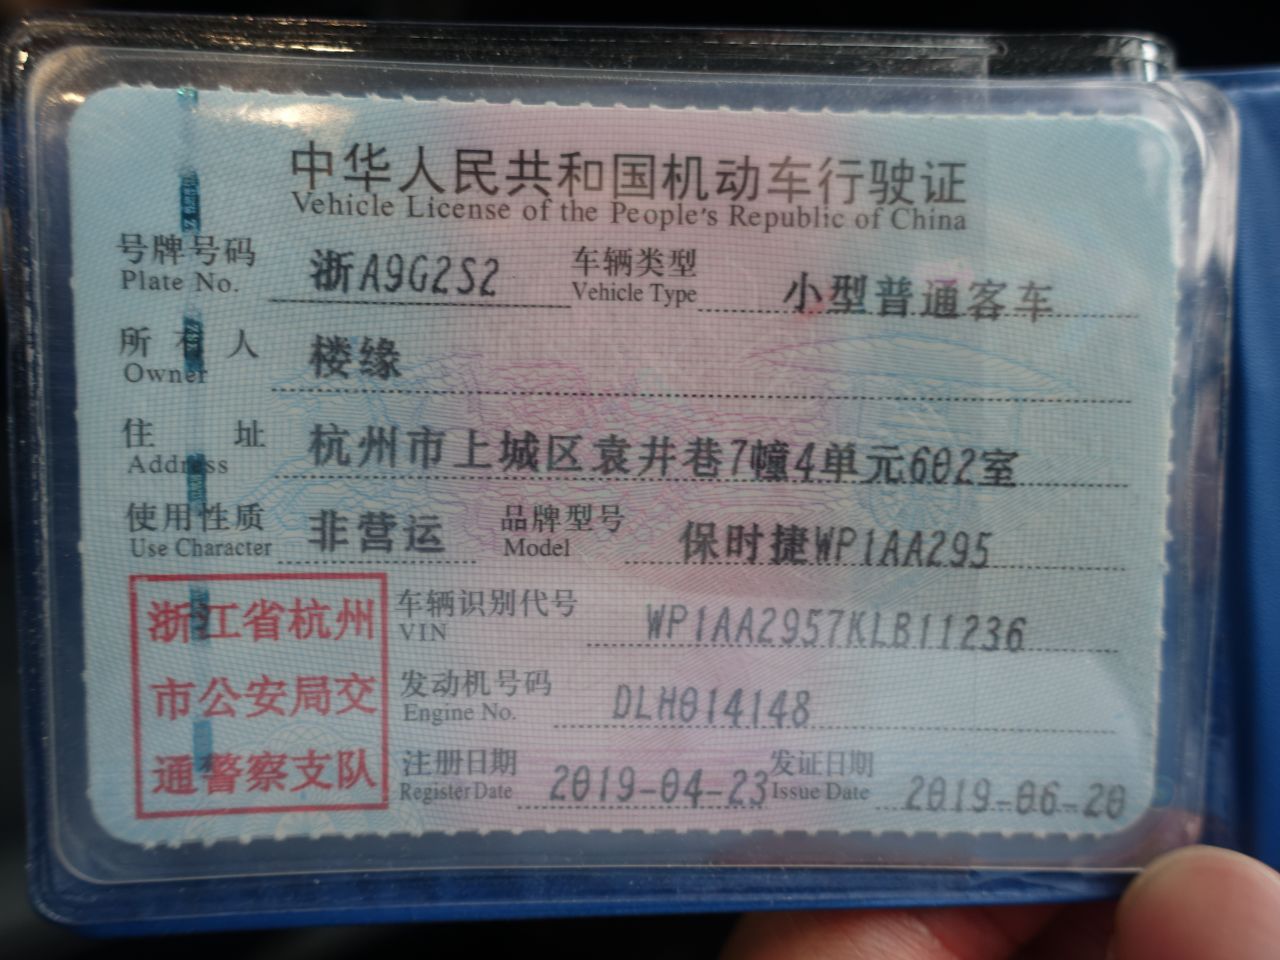 中华人民共和国机动车行驶证
Vehicle License of the People's Republic of China
号牌号码 浙A9G2S2 车辆类型 小型普通客车
Plate No. Vehicle Type
所有人 楼缘
Owner
住址 杭州市上城区袁井巷7幢4单元602室
Address
使用性质 非营运 品牌型号 保时捷WP1AA295
Use Character Model
浙江省杭州
市公安局交
通警察支队
车辆识别代号 WP1AA2957KLB11236
VIN
发动机号码 DLH014148
Engine No.
注册日期 2019-04-23 发证日期 2019-06-20
Register Date Issue Date